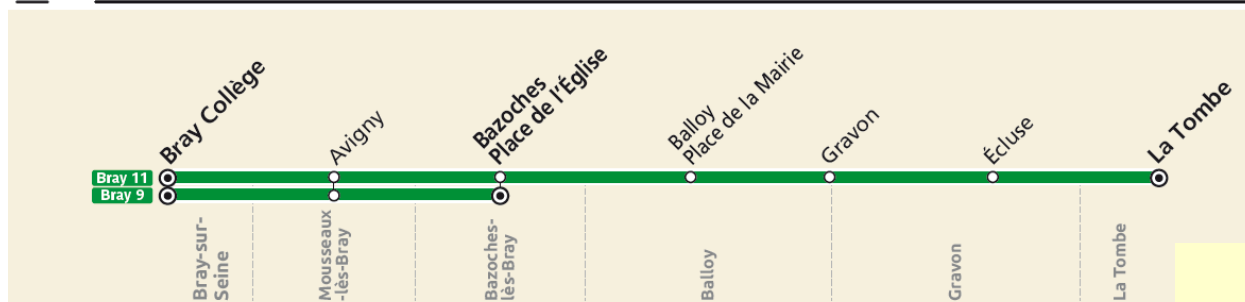 Bray Collège
Avigny
Bazoches
Place de l'Église
Balloy
Place de la Mairie
Gravon
Écluse
La Tombe
Bray 11
Bray 9
Bray-sur-
Seine
Mousseaux
-lès-Bray
Bazoches-
lès-Bray
Balloy
Gravon
La Tombe